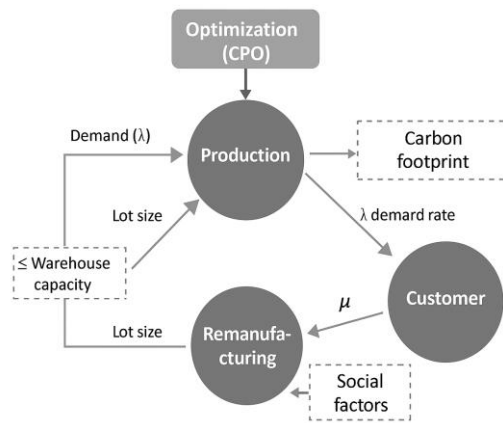 Optimization
(CPO)
Demand (λ)
Production
Carbon
footprint
Lot size
λ demard rate
≤ Warehouse
capacity
Customer
μ
Lot size
Remanufa-
cturing
Social
factors